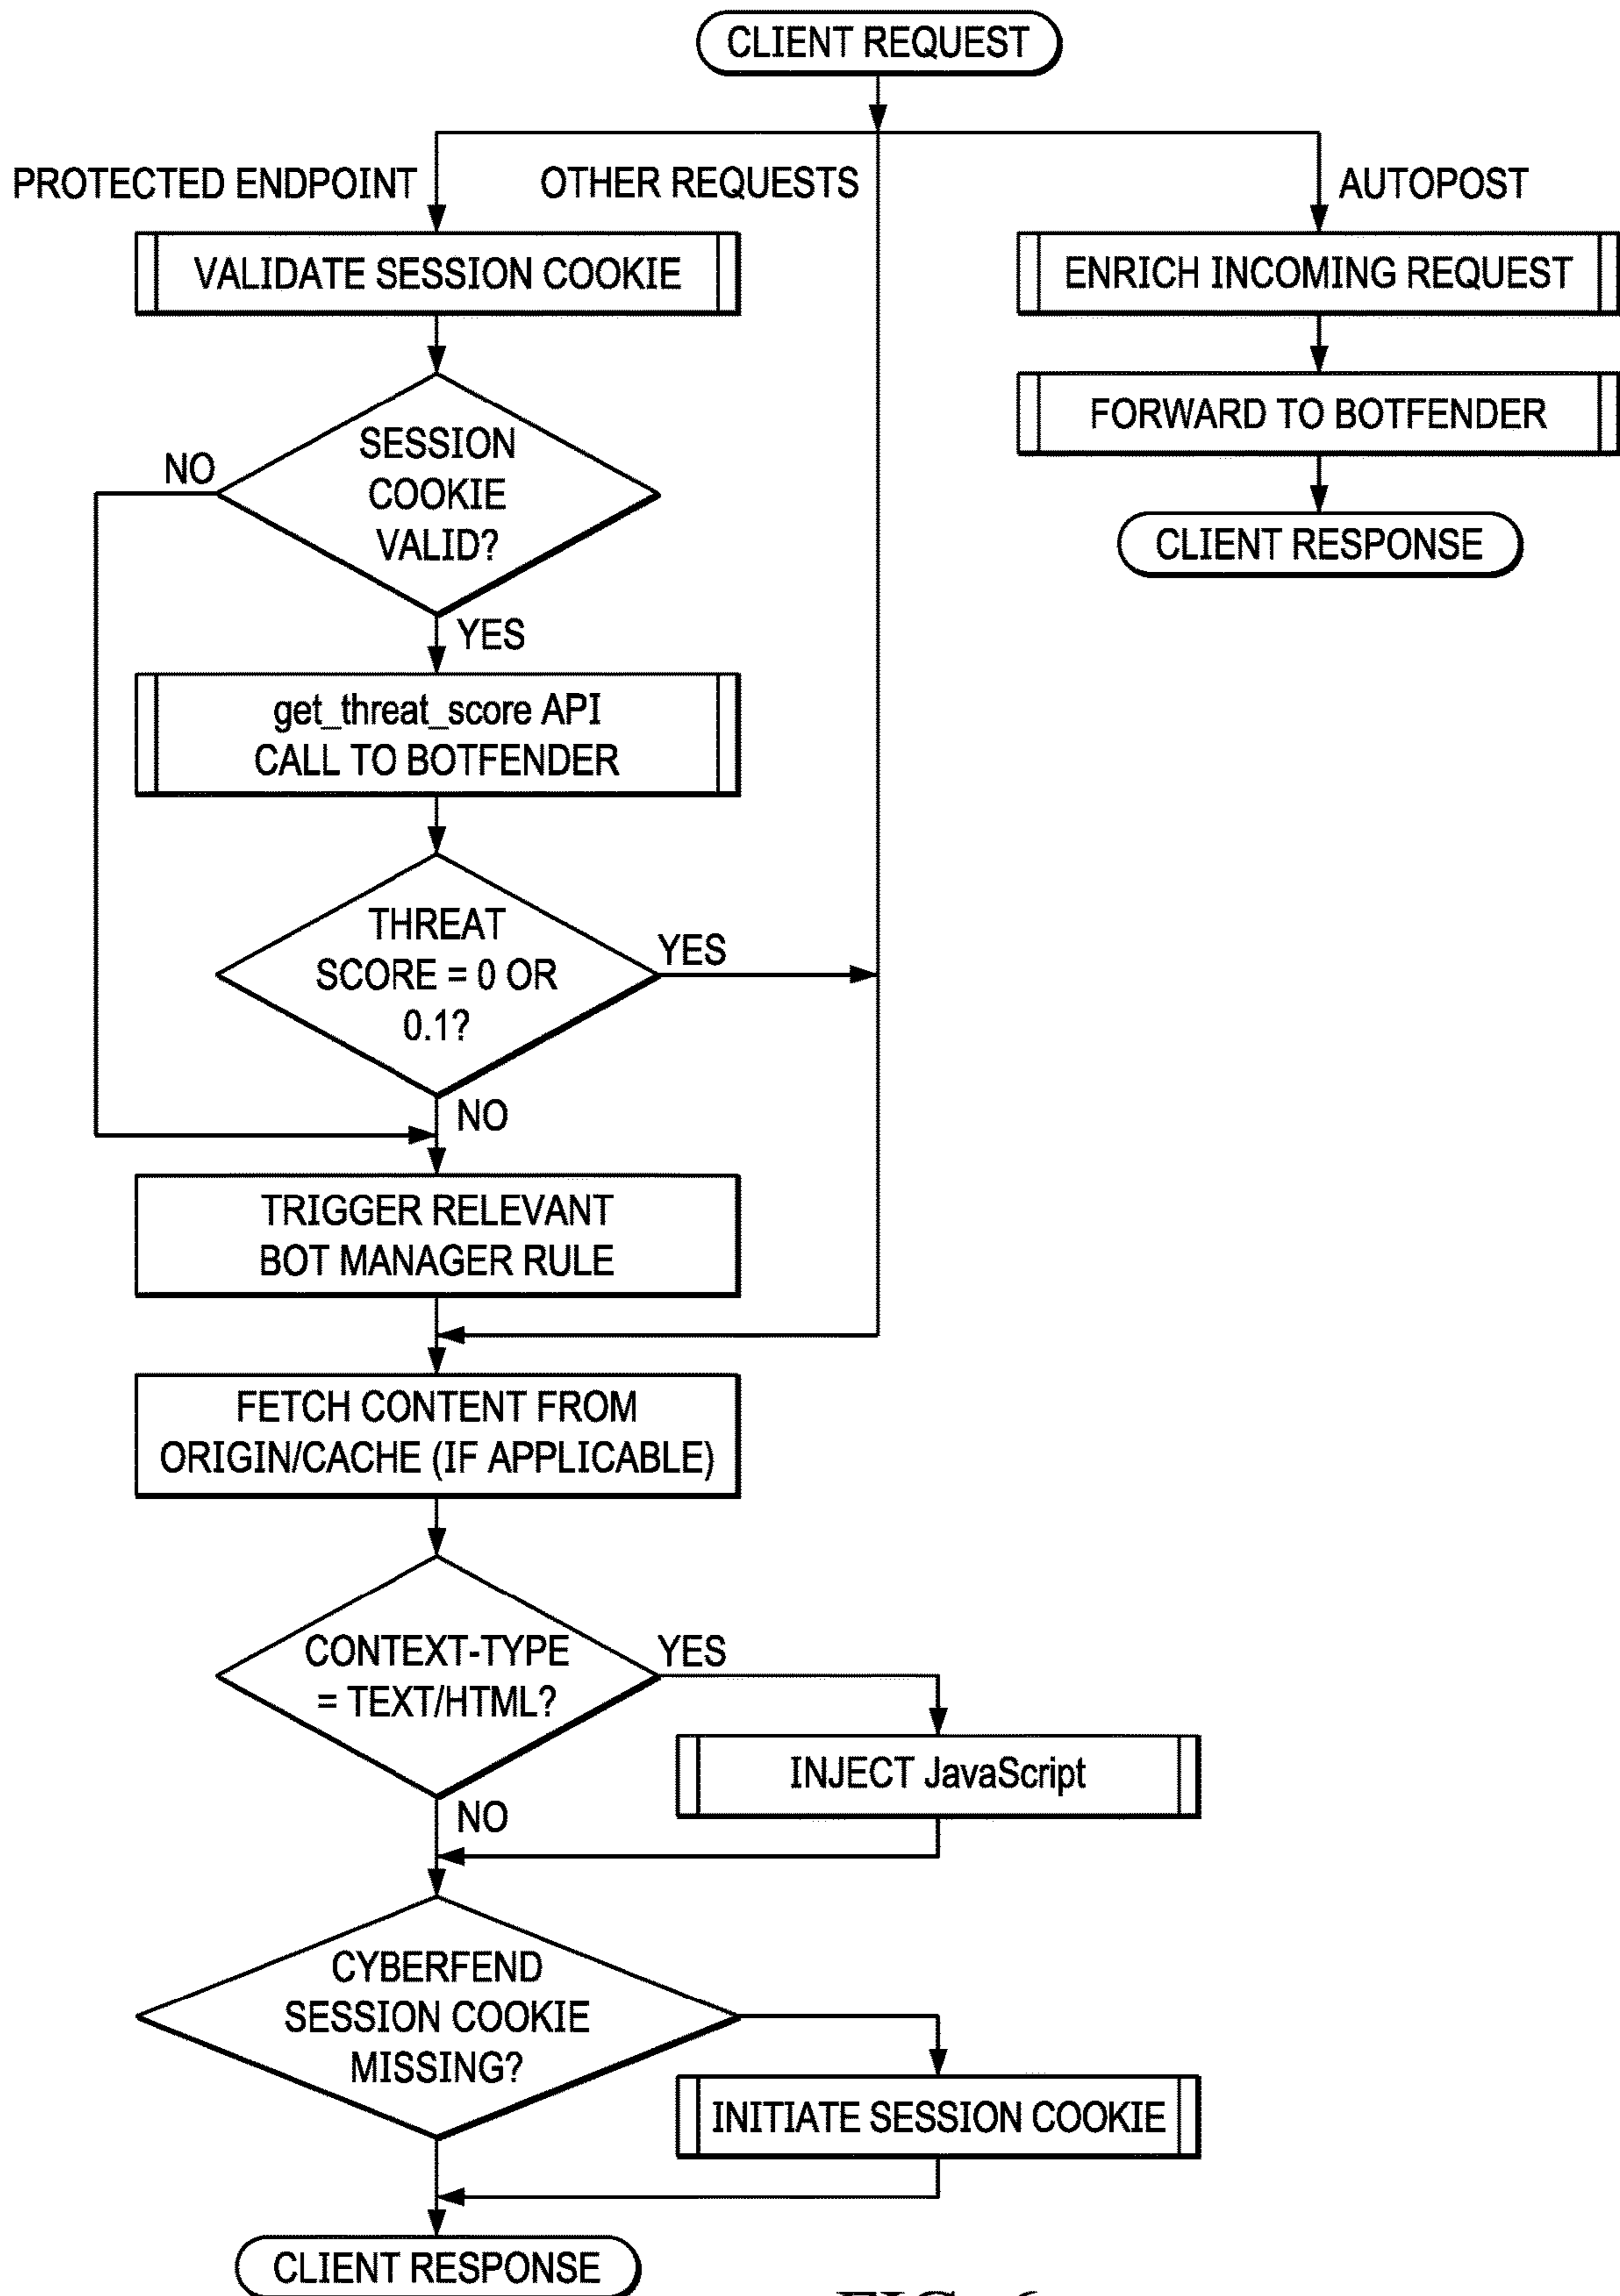 CLIENT REQUEST
PROTECTED ENDPOINT
OTHER REQUESTS
AUTOPOST
VALIDATE SESSION COOKIE
ENRICH INCOMING REQUEST
FORWARD TO BOTFENDER
CLIENT RESPONSE
SESSION
COOKIE
VALID?
NO
YES
get_threat_score API
CALL TO BOTFENDER
THREAT
SCORE = 0 OR
0.1?
YES
NO
TRIGGER RELEVANT
BOT MANAGER RULE
FETCH CONTENT FROM
ORIGIN/CACHE (IF APPLICABLE)
CONTEXT-TYPE
= TEXT/HTML?
YES
INJECT JavaScript
NO
CYBERFEND
SESSION COOKIE
MISSING?
INITIATE SESSION COOKIE
CLIENT RESPONSE